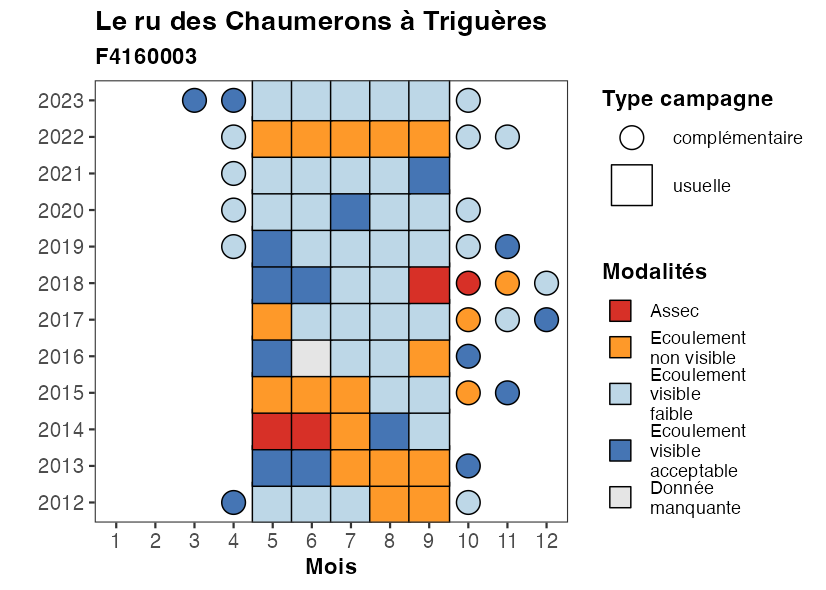 Le ru des Chaumerons à Triguères
F4160003
2023
2022
2021
2020
2019
2018
2017
2016
2015
2014
2013
2012
1 2 3 4 5 6 7 8 9 10 11 12
Mois
Type campagne
complémentaire
usuelle
Modalités
Assec
Ecoulement
non visible
Ecoulement
visible
faible
Ecoulement
visible
acceptable
Donnée
manquante